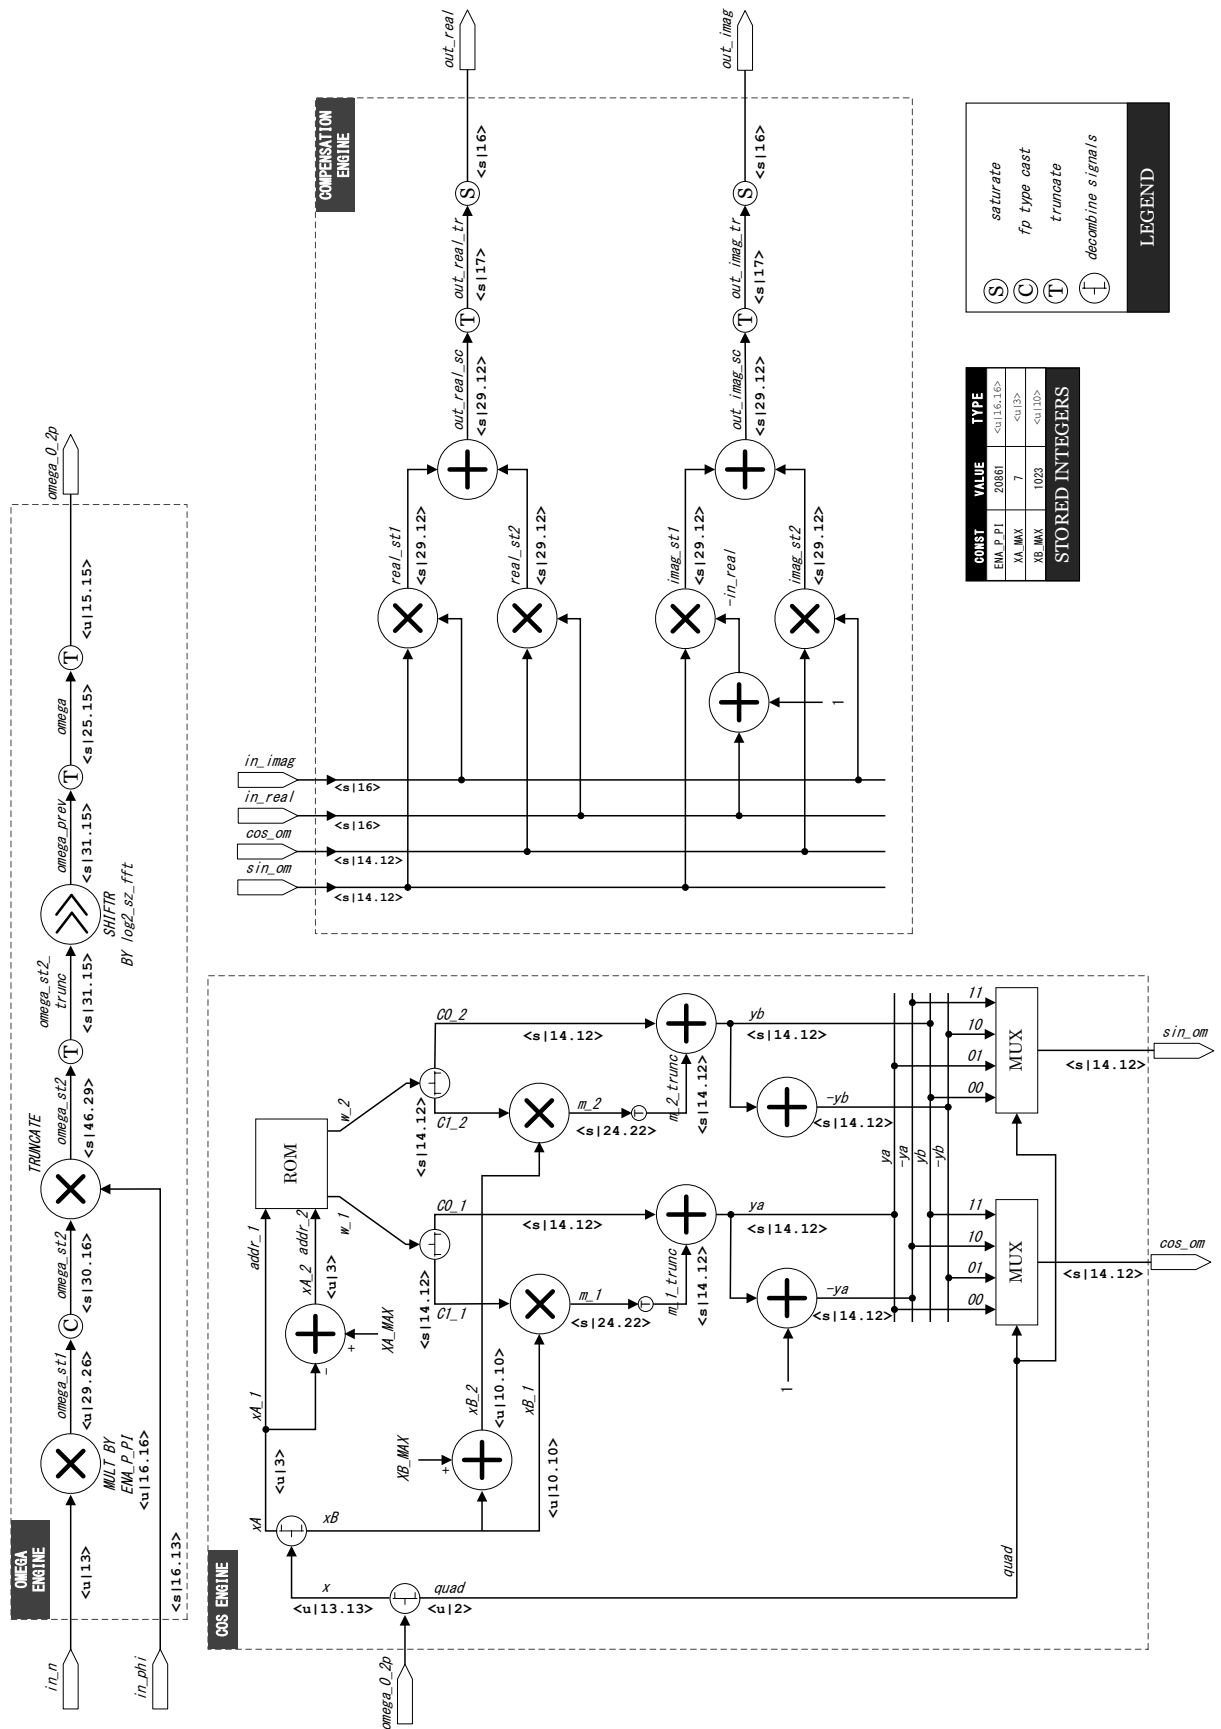 OMEGA
ENGINE
in_n
<u|13>
in_phi
<s|16.13>
MULT BY
ENA_P_PI
<u|16.16>
omega_st1
<u|29.26>
C
omega_st2
<s|30.16>
TRUNCATE
omega_st2
<s|46.29>
T
omega_st2_
trunc
<s|31.15>
SHIFTR
BY log2_sz_fft
omega_prev
<s|31.15>
T
omega
<s|25.15>
T
<u|15.15>
omega_0_2p
COS ENGINE
omega_0_2p
x
<u|13.13>
quad
<u|2>
xA
xB
<u|3>
xA_1
XA_MAX
+
-
xA_2
<u|3>
addr_1
addr_2
ROM
w_1
w_2
XB_MAX
+
xB_2
<u|10.10>
xB_1
<u|10.10>
<s|14.12>
C1_1
C0_1
<s|14.12>
<s|14.12>
C1_2
C0_2
<s|14.12>
m_1
<s|24.22>
T
m_1_trunc
<s|14.12>
m_2
<s|24.22>
T
m_2_trunc
<s|14.12>
ya
<s|14.12>
1
-ya
<s|14.12>
yb
<s|14.12>
-yb
<s|14.12>
ya
-ya
yb
-yb
quad
00
01
10
11
MUX
<s|14.12>
cos_om
00
01
10
11
MUX
<s|14.12>
sin_om
COMPENSATION
ENGINE
in_imag
<s|16>
in_real
<s|16>
cos_om
<s|14.12>
sin_om
<s|14.12>
real_st1
<s|29.12>
real_st2
<s|29.12>
out_real_sc
<s|29.12>
T
out_real_tr
<s|17>
S
<s|16>
out_real
1
-in_real
imag_st1
<s|29.12>
imag_st2
<s|29.12>
out_imag_sc
<s|29.12>
T
out_imag_tr
<s|17>
S
<s|16>
out_imag
CONST VALUE TYPE
ENA_P_PI 20861 <u|16.16>
XA_MAX 7 <u|3>
XB_MAX 1023 <u|10>
STORED INTEGERS
S saturate
C fp type cast
T truncate
decombine signals
LEGEND